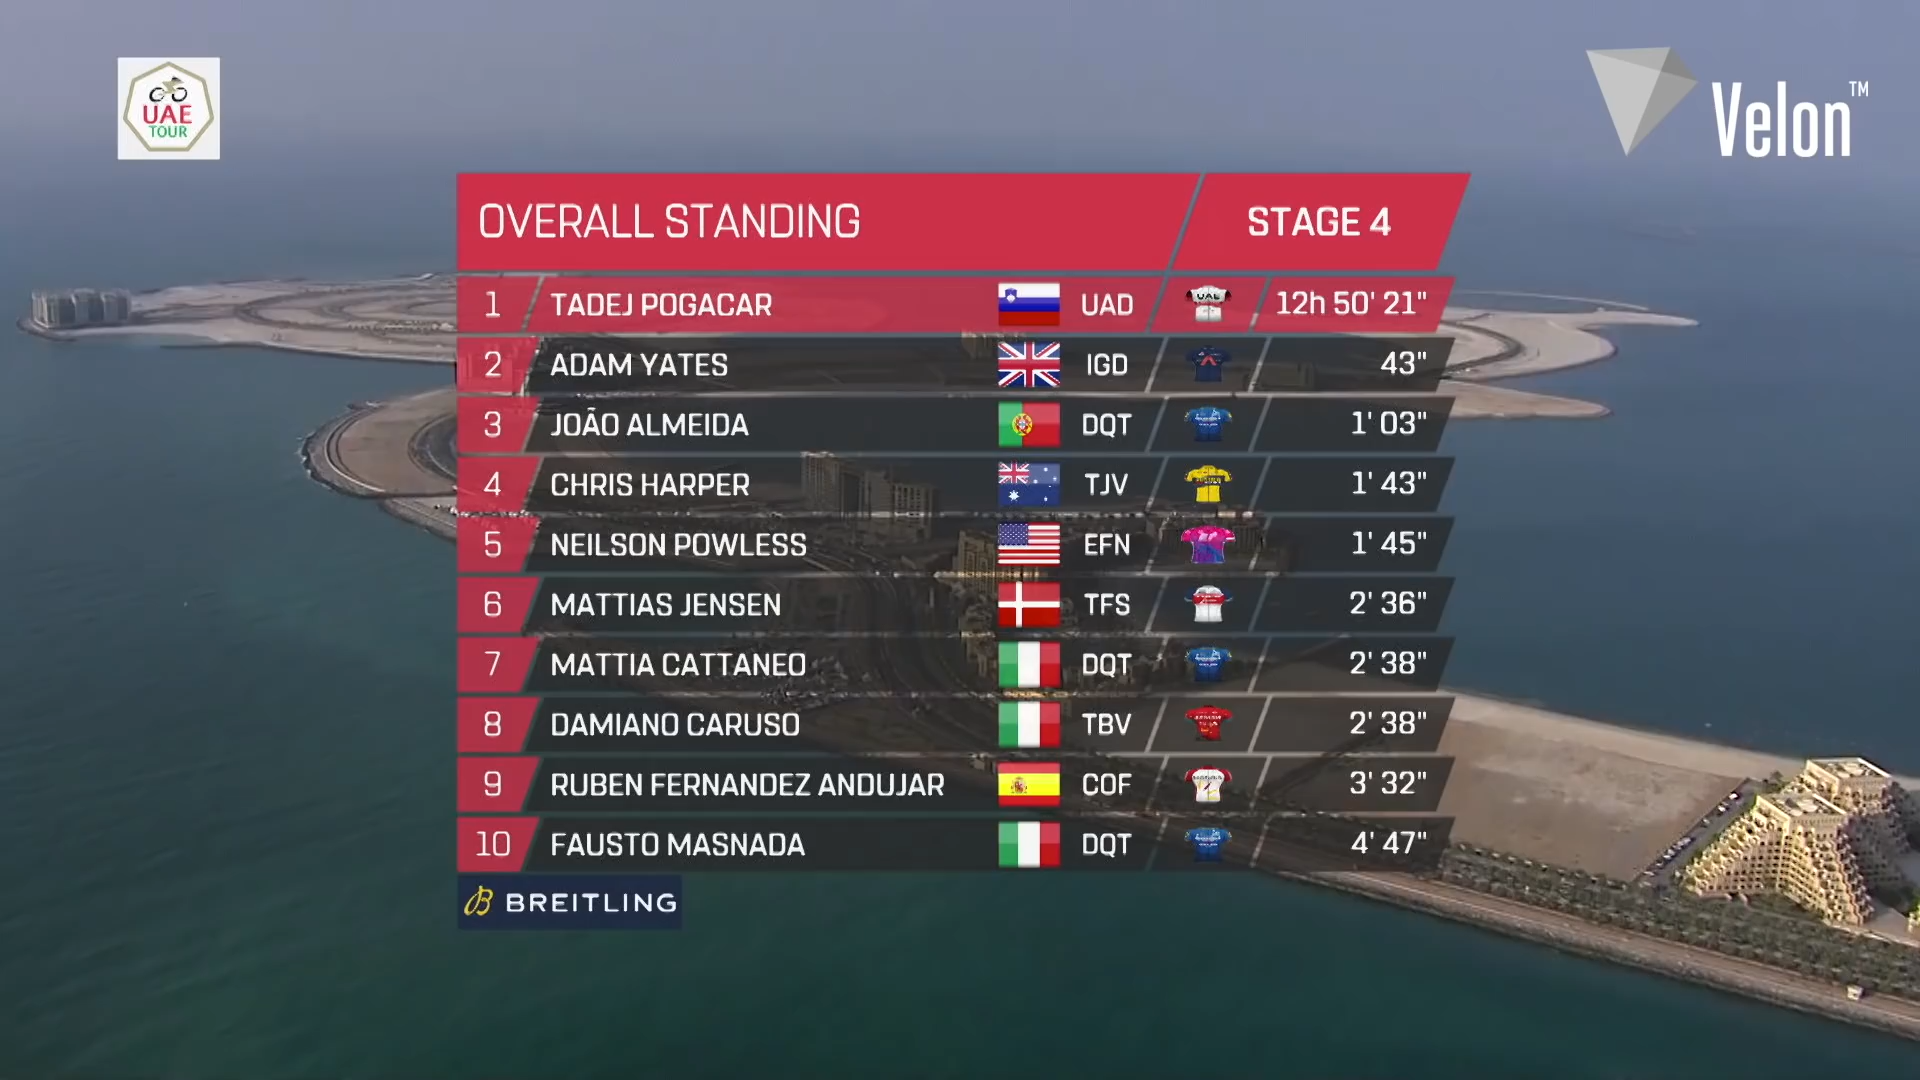 UAE
TOUR
Velon™
OVERALL STANDING STAGE 4
1 TADEJ POGACAR UAD UAE 12h 50' 21"
2 ADAM YATES IGD 43"
3 JOÃO ALMEIDA DQT 1' 03"
4 CHRIS HARPER TJV 1' 43"
5 NEILSON POWLESS EFN 1' 45"
6 MATTIAS JENSEN TFS 2' 36"
7 MATTIA CATTANEO DQT 2' 38"
8 DAMIANO CARUSO TBV 2' 38"
9 RUBEN FERNANDEZ ANDUJAR COF 3' 32"
10 FAUSTO MASNADA DQT 4' 47"
B BREITLING